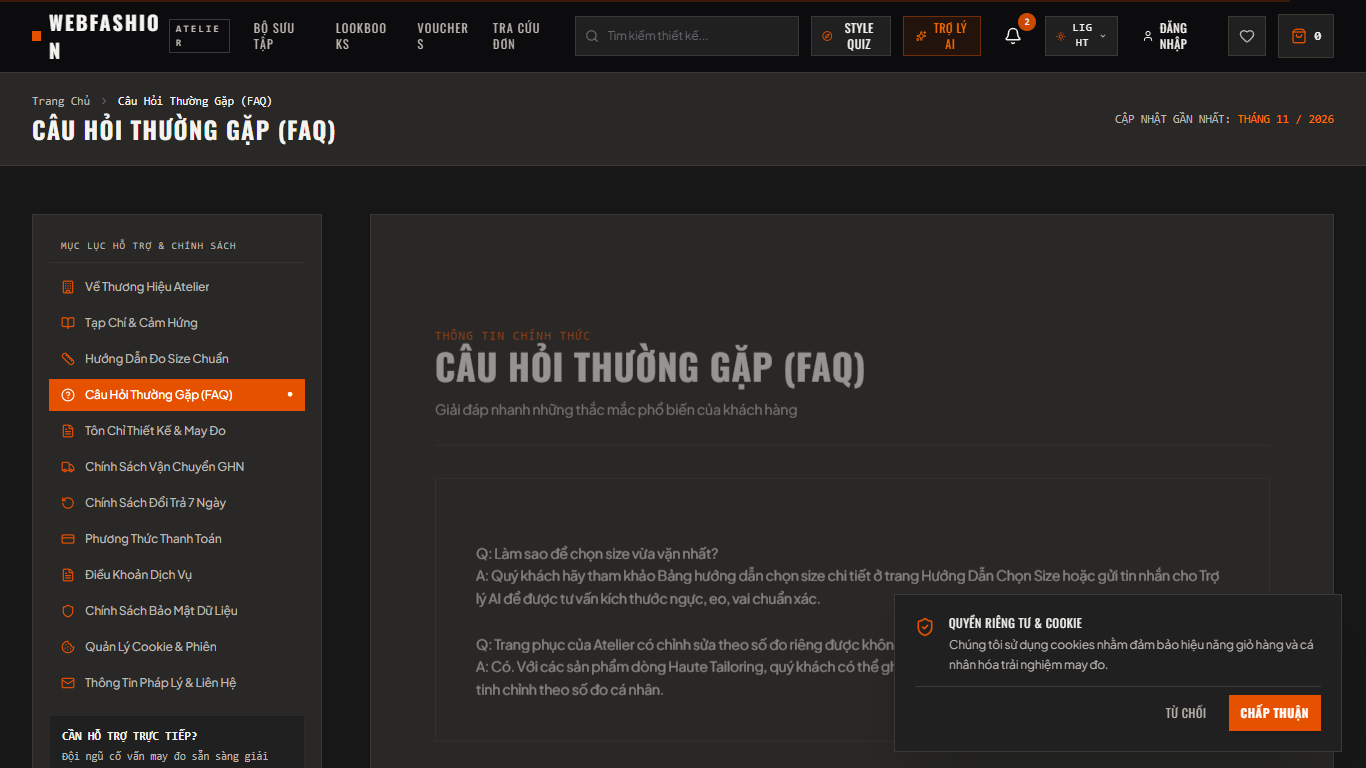 WEBFASHIO
N
ATELIE
R
BỘ SƯU
TẬP
LOOKBOO
KS
VOUCHER
S
TRA CỨU
ĐƠN
Tìm kiếm thiết kế...
STYLE
QUIZ
TRỢ LÝ
AI
2
LIG
HT
ĐĂNG
NHẬP
0
Trang Chủ > Câu Hỏi Thường Gặp (FAQ)
CÂU HỎI THƯỜNG GẶP (FAQ)
CẬP NHẬT GẦN NHẤT: THÁNG 11 / 2026
MỤC LỤC HỖ TRỢ & CHÍNH SÁCH
Về Thương Hiệu Atelier
Tạp Chí & Cảm Hứng
Hướng Dẫn Đo Size Chuẩn
Câu Hỏi Thường Gặp (FAQ)
Tôn Chỉ Thiết Kế & May Đo
Chính Sách Vận Chuyển GHN
Chính Sách Đổi Trả 7 Ngày
Phương Thức Thanh Toán
Điều Khoản Dịch Vụ
Chính Sách Bảo Mật Dữ Liệu
Quản Lý Cookie & Phiên
Thông Tin Pháp Lý & Liên Hệ
CẦN HỖ TRỢ TRỰC TIẾP?
Đội ngũ cố vấn may đo sẵn sàng giải
THÔNG TIN CHÍNH THỨC
CÂU HỎI THƯỜNG GẶP (FAQ)
Giải đáp nhanh những thắc mắc phổ biến của khách hàng
Q: Làm sao để chọn size vừa vặn nhất?
A: Quý khách hãy tham khảo Bảng hướng dẫn chọn size chi tiết ở trang Hướng Dẫn Chọn Size hoặc gửi tin nhắn cho Trợ
lý AI để được tư vấn kích thước ngực, eo, vai chuẩn xác.
Q: Trang phục của Atelier có chỉnh sửa theo số đo riêng được khôn
A: Có. Với các sản phẩm dòng Haute Tailoring, quý khách có thể
tinh chỉnh theo số đo cá nhân.
QUYỀN RIÊNG TƯ & COOKIE
Chúng tôi sử dụng cookies nhằm đảm bảo hiệu năng giỏ hàng và cá
nhân hóa trải nghiệm may đo.
TỪ CHỐI
CHẤP THUẬN